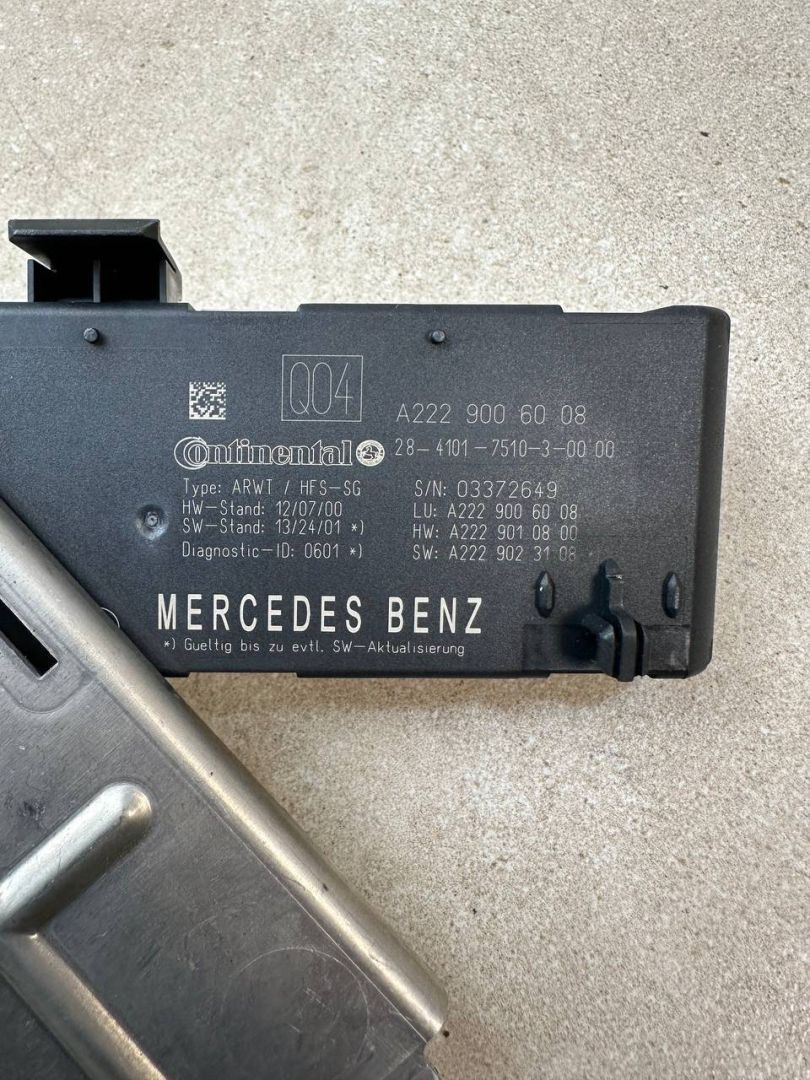 Q04
A222 900 60 08
Continental 28-4101-7510-3-00 00
Type: ARWT / HFS-SG S/N: 03372649
HW-Stand: 12/07/00 LU: A222 900 60 08
SW-Stand: 13/24/01 *) HW: A222 901 08 00
Diagnostic-ID: 0601 *) SW: A222 902 31 08 *)
MERCEDES BENZ
*) Gueltig bis zu evtl. SW-Aktualisierung